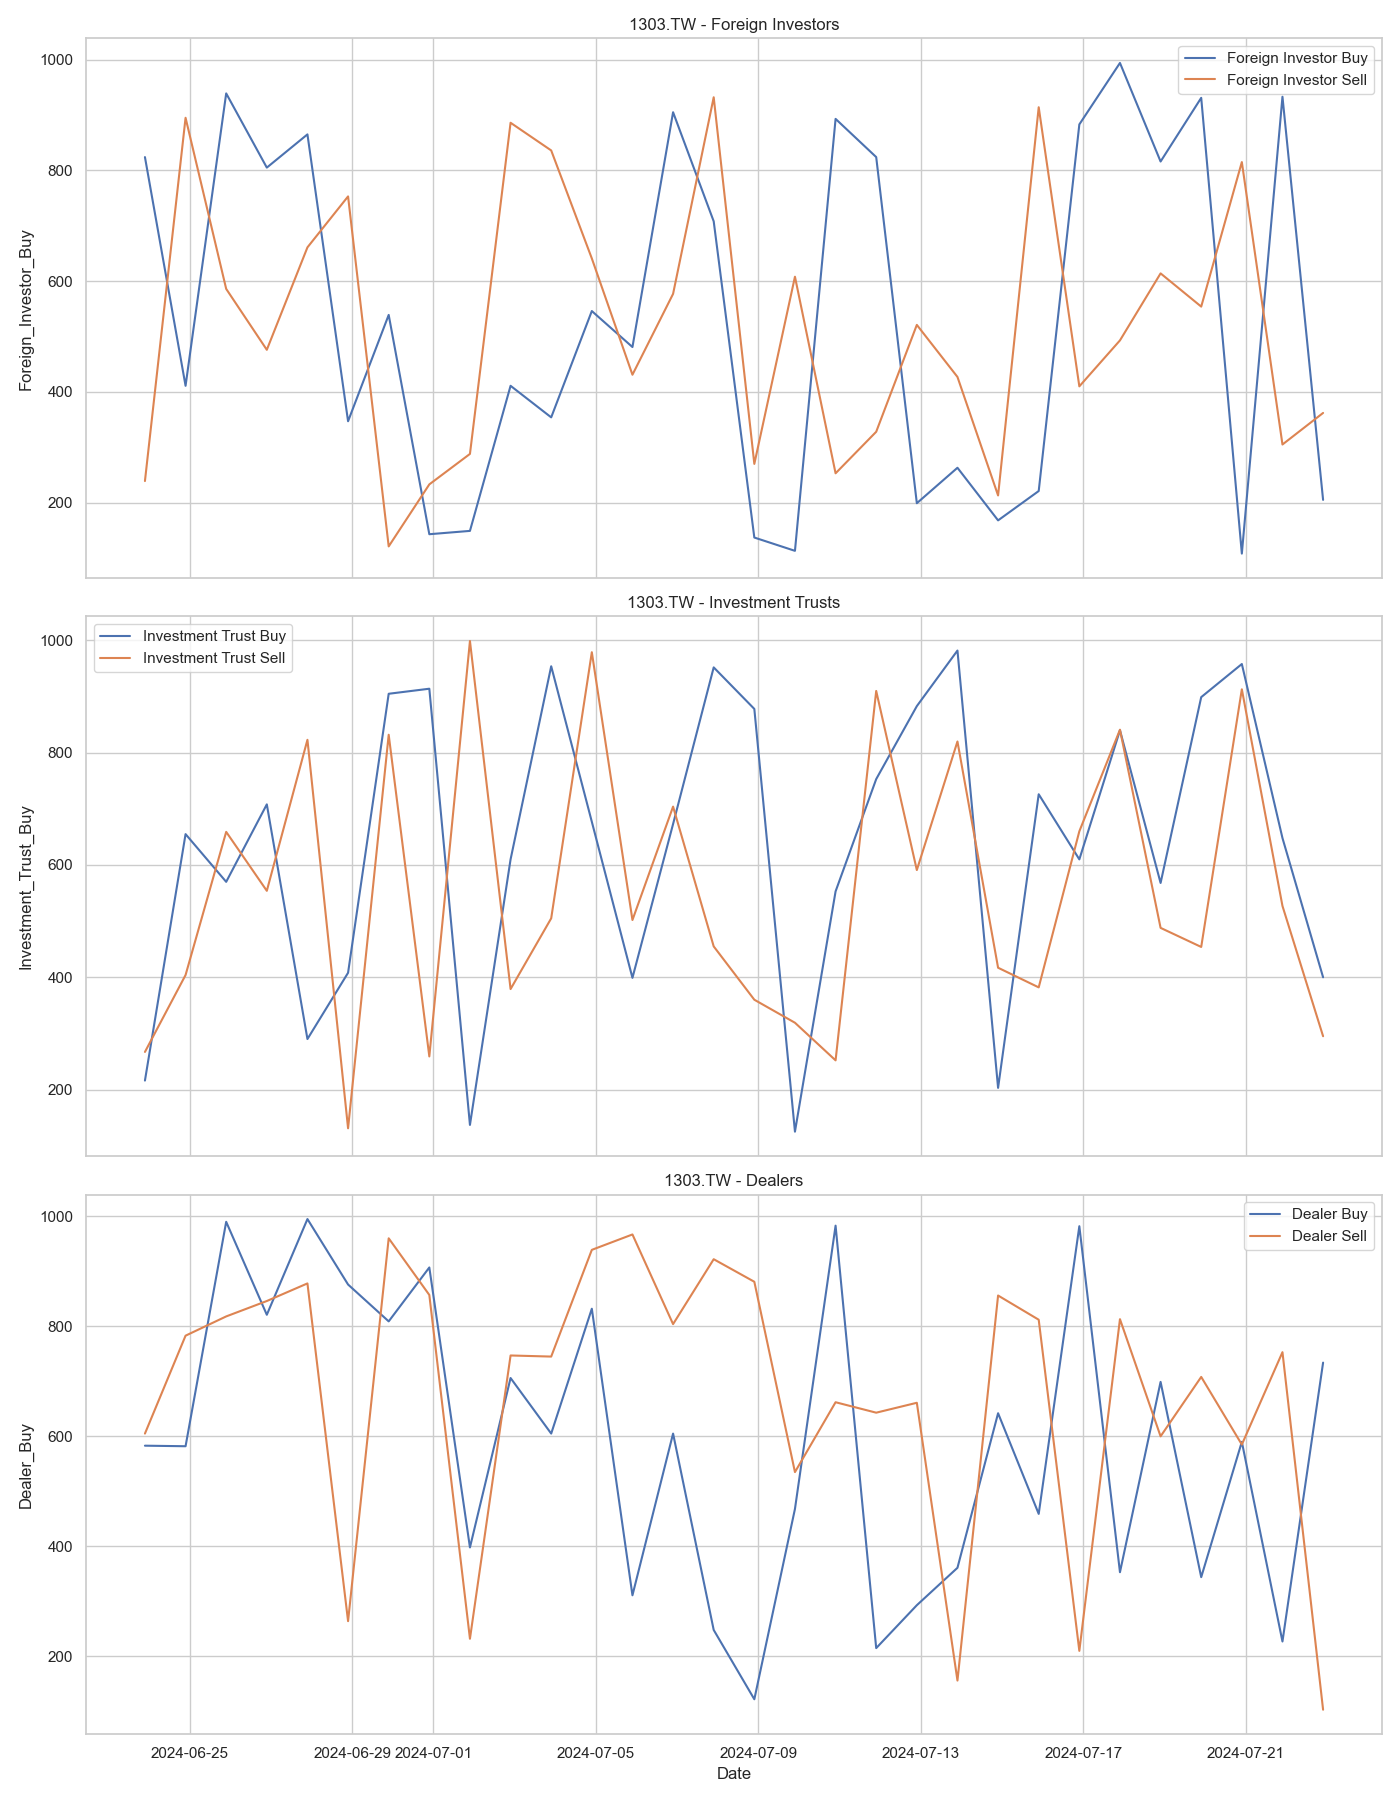 1303.TW - Foreign Investors
Foreign Investor Buy
Foreign Investor Sell
Foreign_Investor_Buy
1000
800
600
400
200
1303.TW - Investment Trusts
Investment Trust Buy
Investment Trust Sell
Investment_Trust_Buy
1000
800
600
400
200
1303.TW - Dealers
Dealer Buy
Dealer Sell
Dealer_Buy
1000
800
600
400
200
2024-06-25 2024-06-29 2024-07-01 2024-07-05 2024-07-09 2024-07-13 2024-07-17 2024-07-21
Date